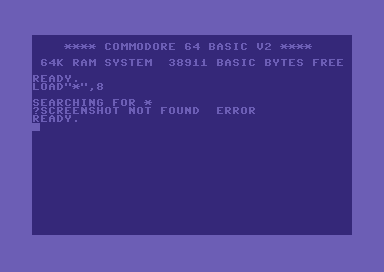 **** COMMODORE 64 BASIC V2 ****
64K RAM SYSTEM  38911 BASIC BYTES FREE
READY.
LOAD"*",8
SEARCHING FOR *
?SCREENSHOT NOT FOUND  ERROR
READY.